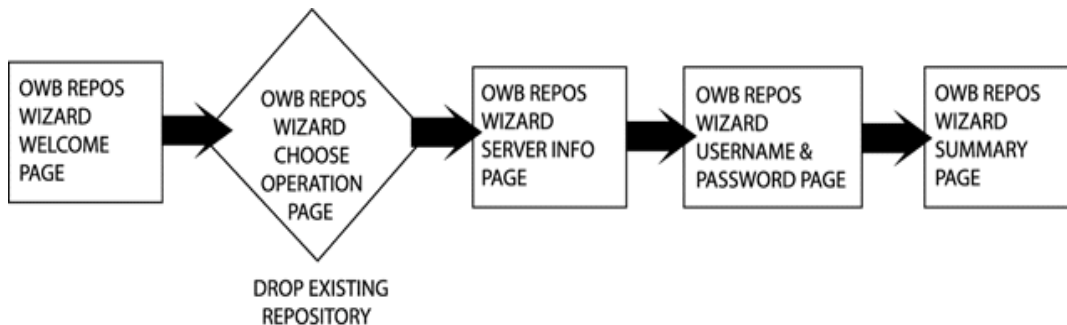 OWB REPOS
WIZARD
WELCOME
PAGE
OWB REPOS
WIZARD
CHOOSE
OPERATION
PAGE
DROP EXISTING
REPOSITORY
OWB REPOS
WIZARD
SERVER INFO
PAGE
OWB REPOS
WIZARD
USERNAME &
PASSWORD PAGE
OWB REPOS
WIZARD
SUMMARY
PAGE